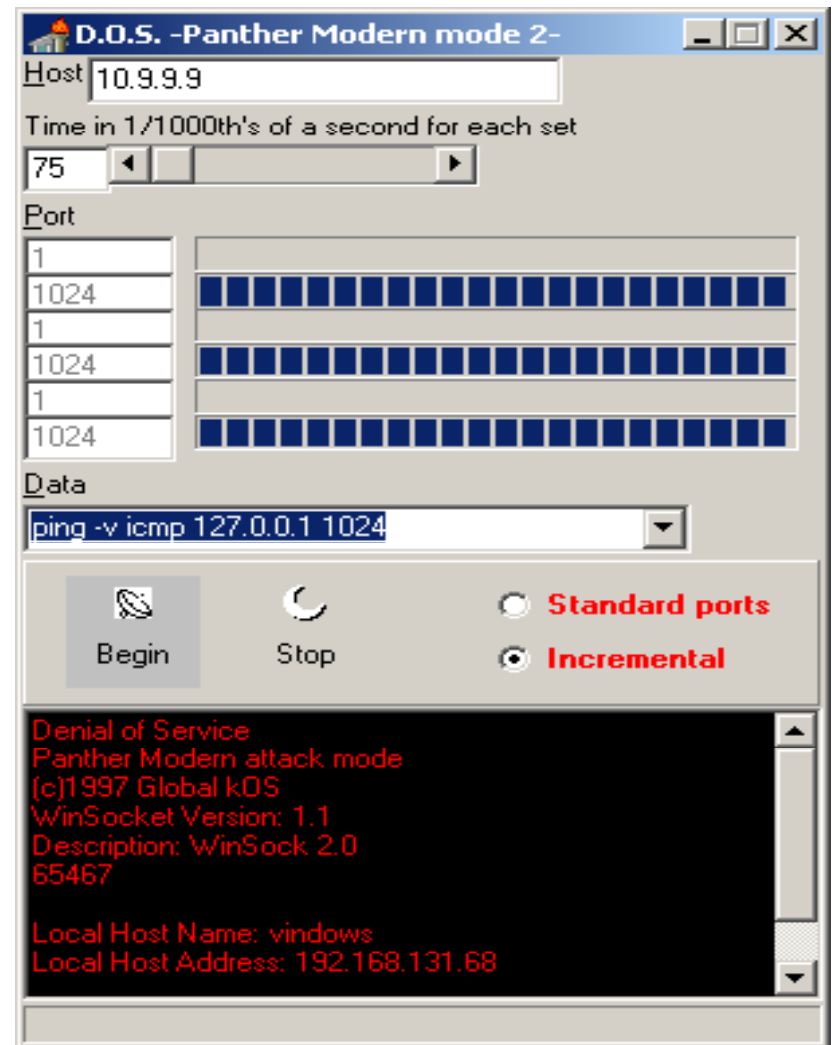 D.O.S. -Panther Modern mode 2-
Host 10.9.9.9
Time in 1/1000th's of a second for each set
75
Port
1
1024
1
1024
1
1024
Data
ping -v icmp 127.0.0.1 1024
Begin Stop Standard ports
Incremental
Denial of Service
Panther Modern attack mode
(c)1997 Global kOS
WinSocket Version: 1.1
Description: WinSock 2.0
65467
Local Host Name: vindows
Local Host Address: 192.168.131.68